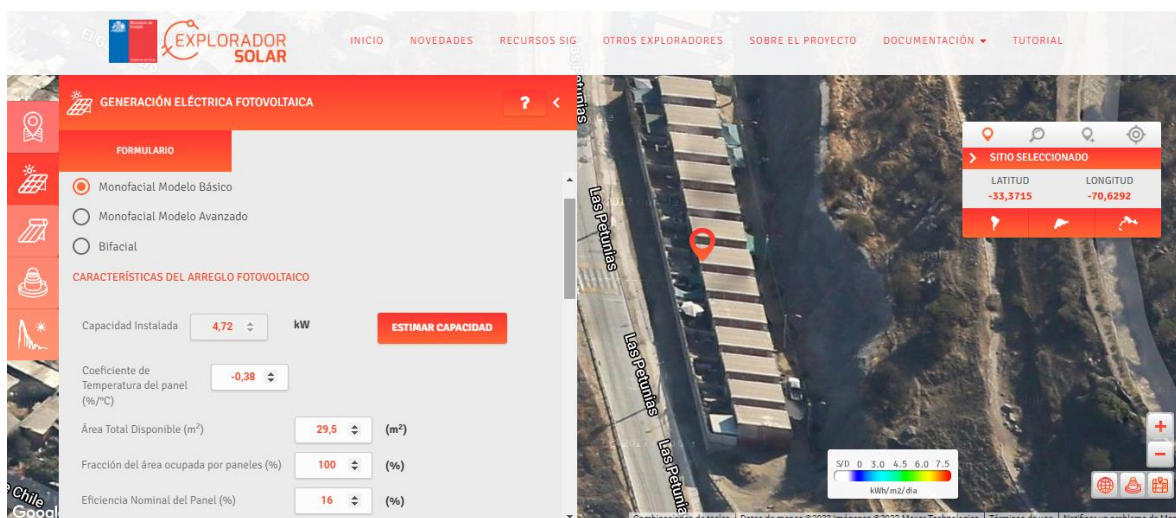 EXPLORADOR
SOLAR
INICIO
NOVEDADES
RECURSOS SIG
OTROS EXPLORADORES
SOBRE EL PROYECTO
DOCUMENTACIÓN
TUTORIAL
GENERACIÓN ELÉCTRICA FOTOVOLTAICA
?
FORMULARIO
Monofacial Modelo Básico
Monofacial Modelo Avanzado
Bifacial
CARACTERÍSTICAS DEL ARREGLO FOTOVOLTAICO
Capacidad Instalada 4,72 kW
ESTIMAR CAPACIDAD
Coeficiente de
Temperatura del panel
(%/°C)
-0,38
Área Total Disponible (m²) 29,5 (m²)
Fracción del área ocupada por paneles (%) 100 (%)
Eficiencia Nominal del Panel (%) 16 (%)
Las Petunias
Las Petunias
Las Petunias
SITIO SELECCIONADO
LATITUD LONGITUD
-33,3715 -70,6292
S/D 0 3.0 4.5 6.0 7.5
kWh/m2/dia
+
-
Chile